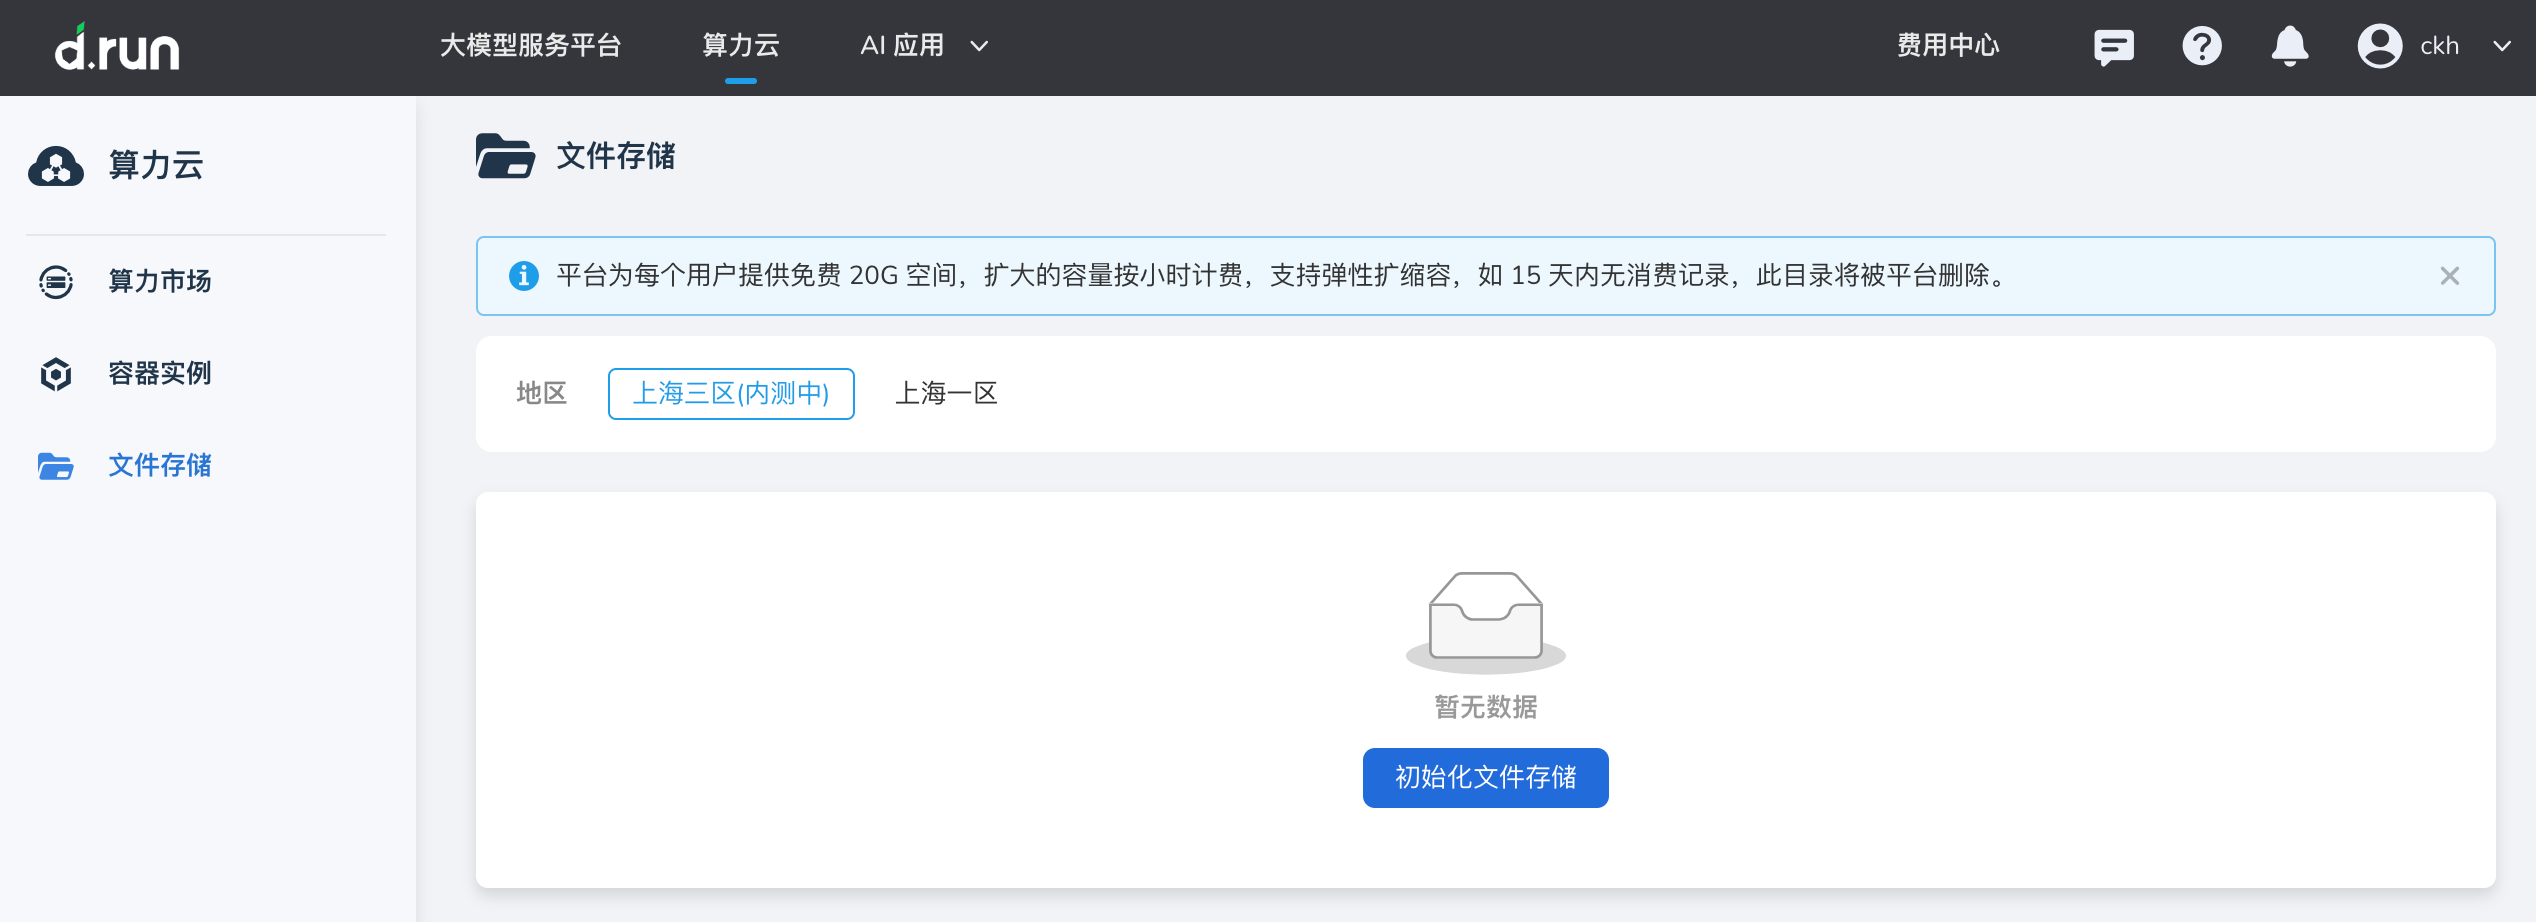 d.run
大模型服务平台
算力云
AI 应用
费用中心
ckh
算力云
算力市场
容器实例
文件存储
文件存储
平台为每个用户提供免费 20G 空间，扩大的容量按小时计费，支持弹性扩缩容，如 15 天内无消费记录，此目录将被平台删除。
地区
上海三区(内测中)
上海一区
暂无数据
初始化文件存储